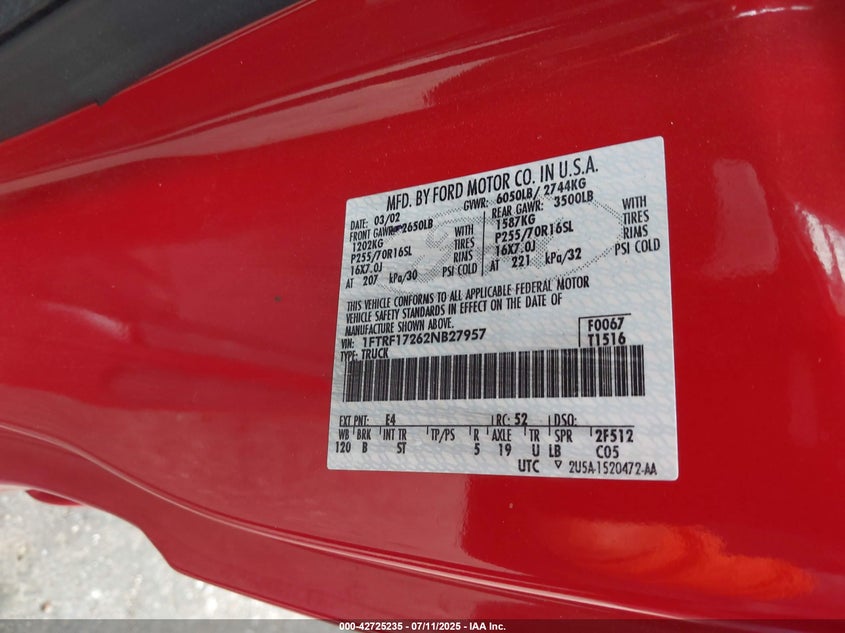 MFD. BY FORD MOTOR CO. IN U.S.A.
DATE: 03/02 GVWR: 6050LB/ 2744KG
FRONT GAWR: 2650LB REAR GAWR: 3500LB
1202KG WITH 1587KG WITH
P255/70R16SL TIRES P255/70R16SL TIRES
16X7.0J RIMS 16X7.0J RIMS
AT 207 kPa/30 PSI COLD AT 221 kPa/32 PSI COLD
THIS VEHICLE CONFORMS TO ALL APPLICABLE FEDERAL MOTOR
VEHICLE SAFETY STANDARDS IN EFFECT ON THE DATE OF
MANUFACTURE SHOWN ABOVE.
VIN: 1FTRF17262NB27957 F0067
TYPE: TRUCK T1516
EXT PNT: E4 RC: 52 DSO:
WB BRK INT TR TP/PS R AXLE TR SPR 2F512
120 B ST 5 19 U LB C05
UTC ▽ 2U5A-1520472-AA
000-42725235 - 07/11/2025 - IAA Inc.